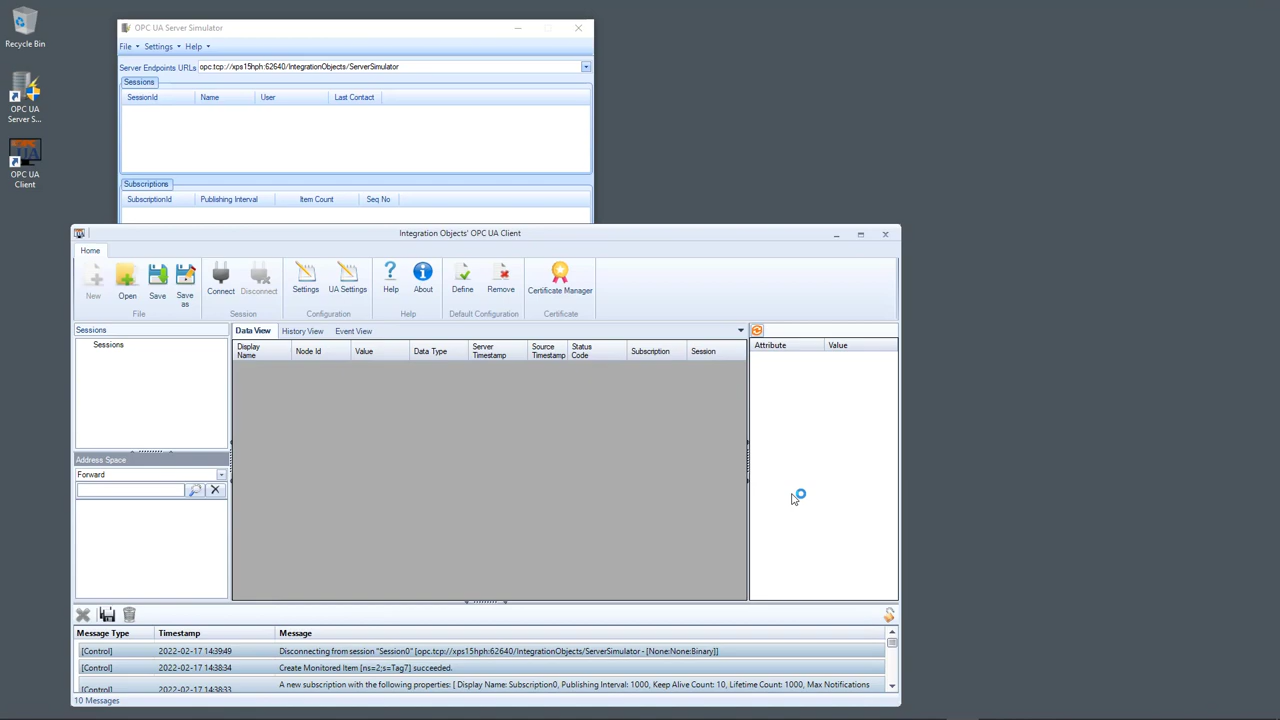 Recycle Bin
OPC UA
Server S...
OPC UA
Client
OPC UA Server Simulator
File Settings Help
Server Endpoints URLs opc.tcp://xps15hph:62640/IntegrationObjects/ServerSimulator
Sessions
SessionId Name User Last Contact
Subscriptions
SubscriptionId Publishing Interval Item Count Seq No
Integration Objects' OPC UA Client
Home
New Open Save Save as Connect Disconnect Settings UA Settings Help About Define Remove Certificate Manager
File Session Configuration Help Default Configuration Certificate
Sessions
Sessions
Data View History View Event View
Display Name Node Id Value Data Type Server Timestamp Source Timestamp Status Code Subscription Session
Attribute Value
Address Space
Forward
Message Type Timestamp Message
[Control] 2022-02-17 14:39:49 Disconnecting from session "Session0" [opc.tcp://xps15hph:62640/IntegrationObjects/ServerSimulator - [None:None:Binary]]
[Control] 2022-02-17 14:38:34 Create Monitored Item [ns=2;s=Tag7] succeeded.
[Control] 2022-02-17 14:38:33 A new subscription with the following properties: [ Display Name: Subscription0, Publishing Interval: 1000, Keep Alive Count: 10, Lifetime Count: 1000, Max Notifications
10 Messages